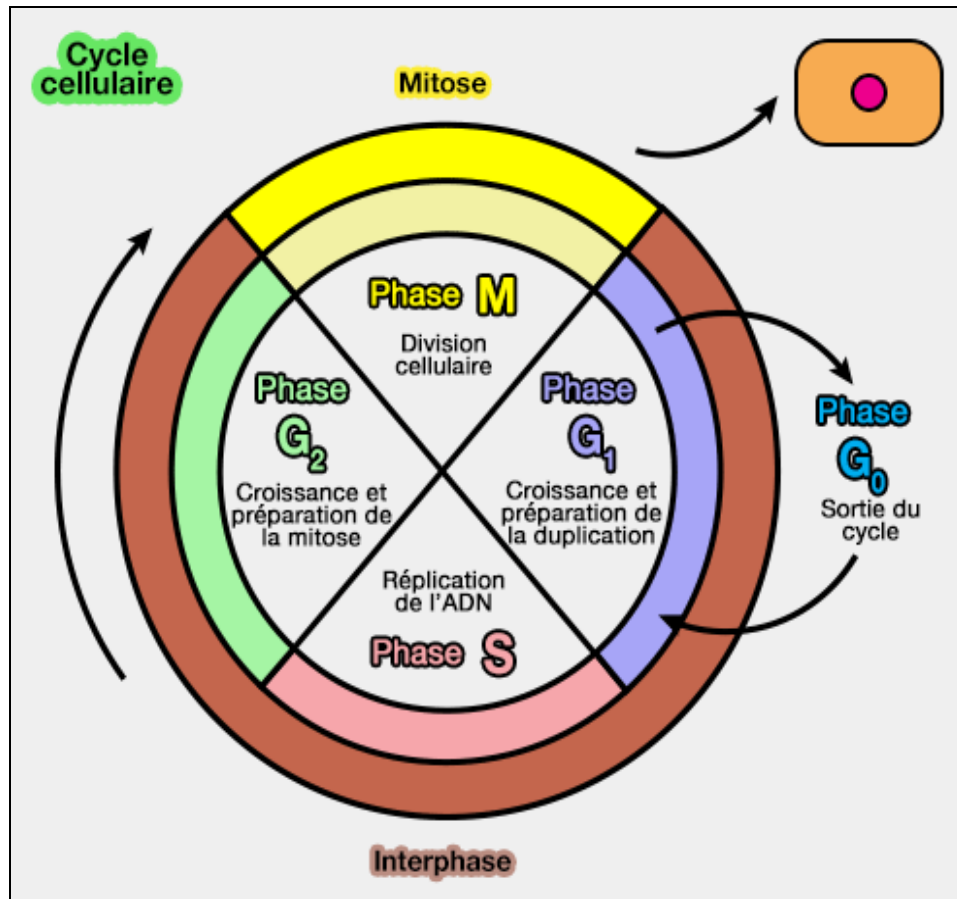 Cycle
cellulaire
Mitose
Phase M
Division
cellulaire
Phase
G1
Croissance et
préparation de
la duplication
Phase
G0
Sortie du
cycle
Réplication
de l'ADN
Phase S
Phase
G2
Croissance et
préparation de
la mitose
Interphase